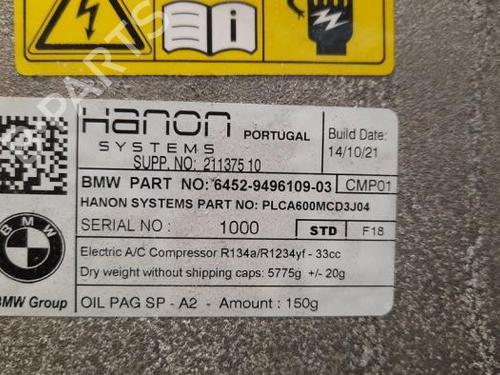 Hanon
SYSTEMS
PORTUGAL
Build Date:
14/10/21
SUPP. NO: 211375 10
BMW PART NO: 6452-9496109-03 CMP01
HANON SYSTEMS PART NO: PLCA600MCD3J04
SERIAL NO : 1000 STD F18
Electric A/C Compressor R134a/R1234yf - 33cc
Dry weight without shipping caps: 5775g +/- 20g
BMW Group OIL PAG SP - A2 - Amount : 150g
BMW
i